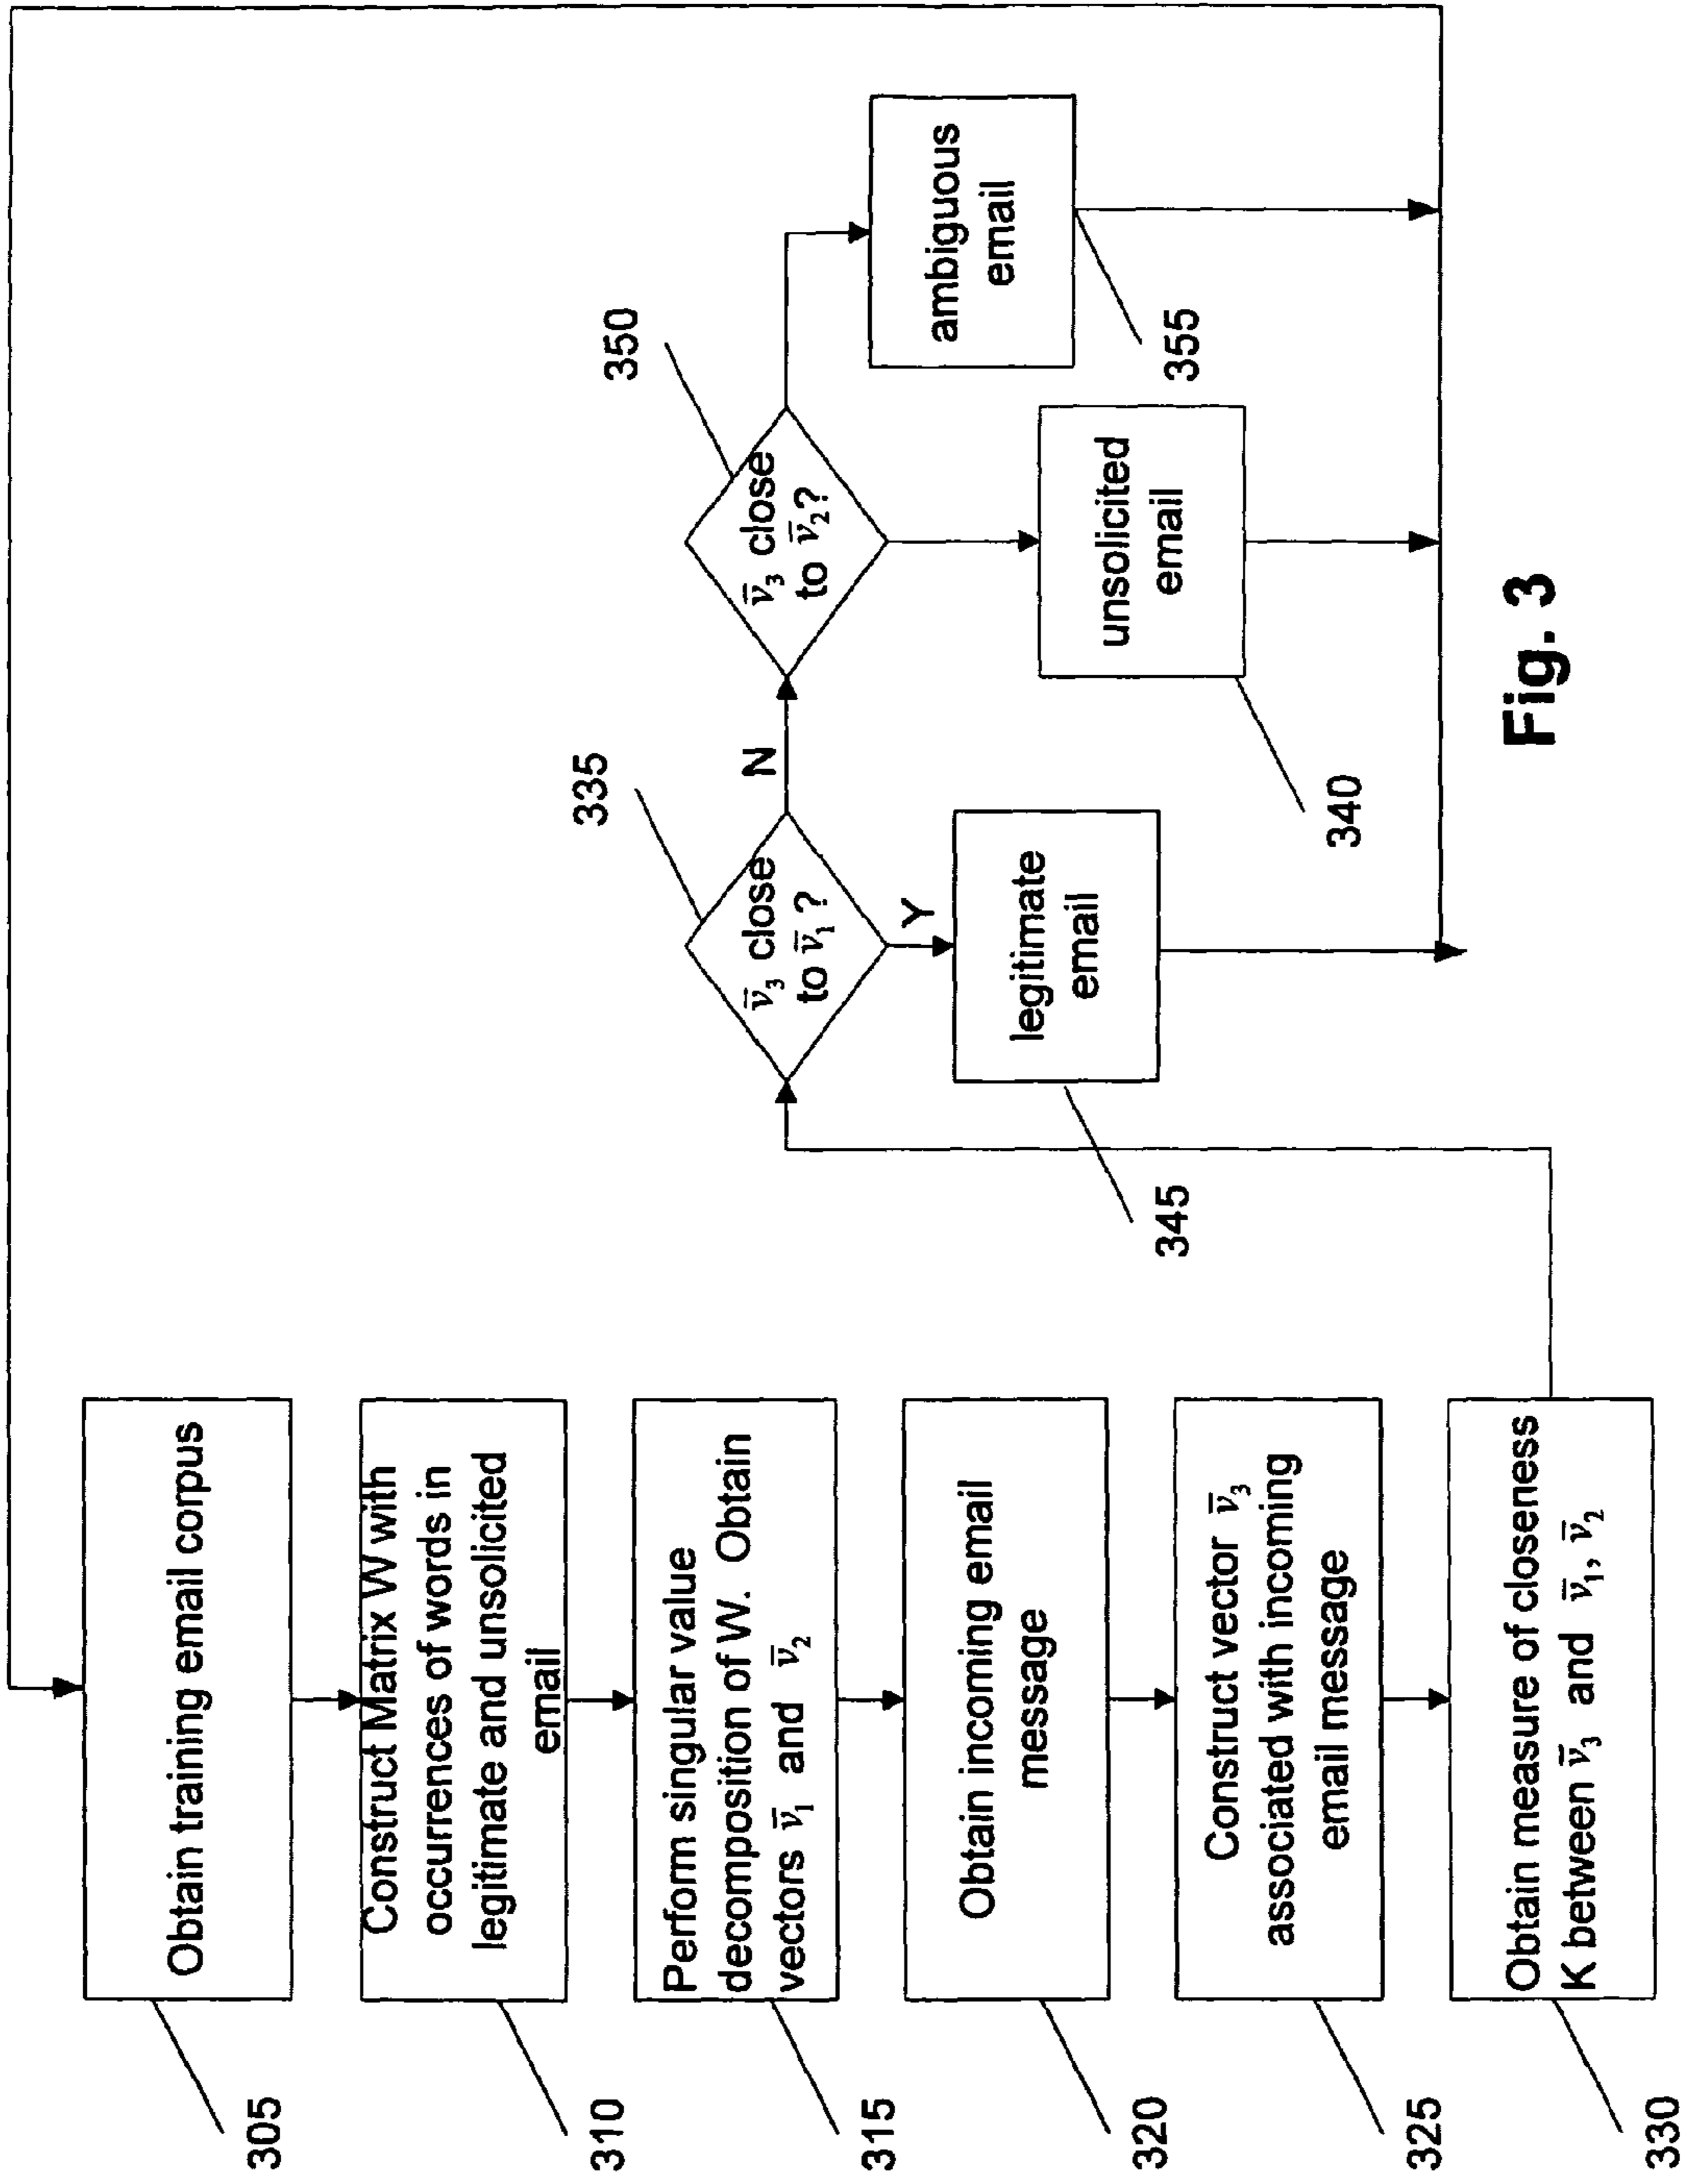 Obtain training email corpus
305
Construct Matrix W with
occurrences of words in
legitimate and unsolicited
email
310
Perform singular value
decomposition of W. Obtain
vectors v̅₁ and v̅₂
315
Obtain incoming email
message
320
Construct vector v̅₃
associated with incoming
email message
325
Obtain measure of closeness
K between v̅₃ and v̅₁, v̅₂
330
335
v̅₃ close
to v̅₁?
N
Y
legitimate
email
345
350
v̅₃ close
to v̅₂?
unsolicited
email
340
ambiguous
email
355
Fig. 3